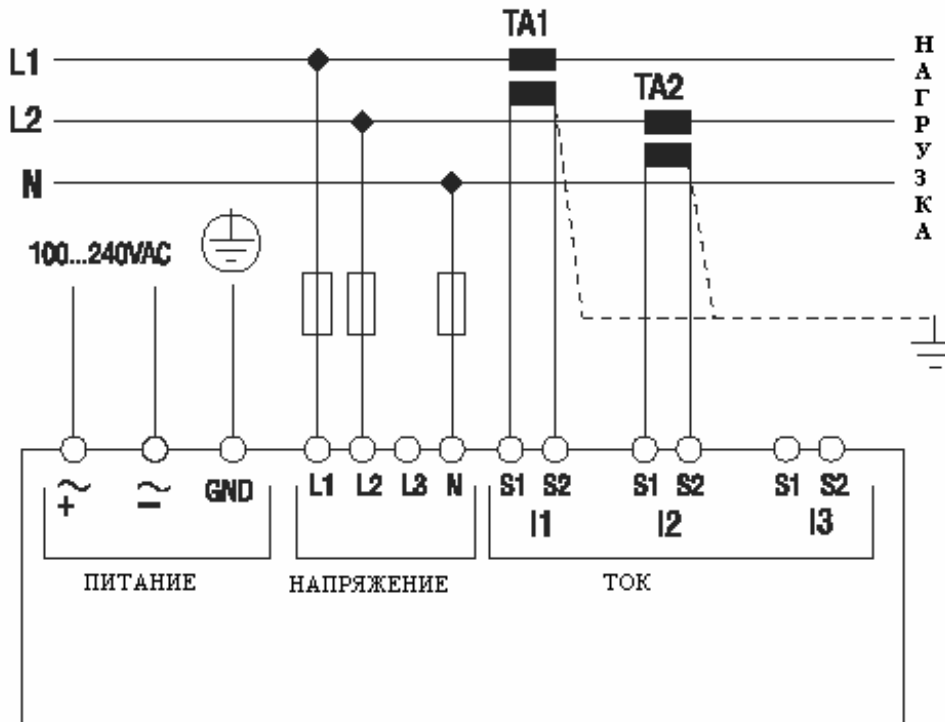 TA1
L1
TA2
L2
N
НАГРУЗКА
100...240VAC
~ ~ GND L1 L2 L3 N S1 S2 S1 S2 S1 S2
+ −
I1 I2 I3
ПИТАНИЕ НАПРЯЖЕНИЕ ТОК